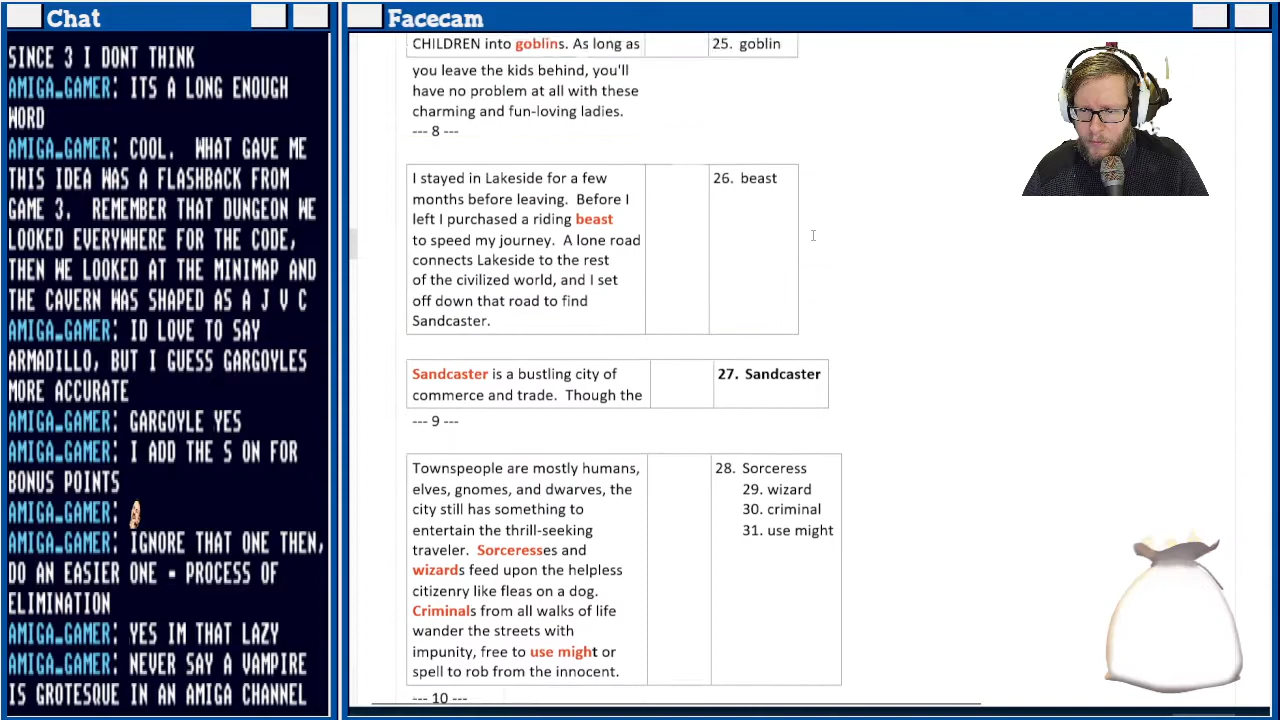 Chat
SINCE 3 I DONT THINK
AMIGA_GAMER: ITS A LONG ENOUGH
WORD
AMIGA_GAMER: COOL.  WHAT GAVE ME
THIS IDEA WAS A FLASHBACK FROM
GAME 3.  REMEMBER THAT DUNGEON WE
LOOKED EVERYWHERE FOR THE CODE,
THEN WE LOOKED AT THE MINIMAP AND
THE CAVERN WAS SHAPED AS A J V C
AMIGA_GAMER: ID LOVE TO SAY
ARMADILLO, BUT I GUESS GARGOYLES
MORE ACCURATE
AMIGA_GAMER: GARGOYLE YES
AMIGA_GAMER: I ADD THE S ON FOR
BONUS POINTS
AMIGA_GAMER:
AMIGA_GAMER: IGNORE THAT ONE THEN,
DO AN EASIER ONE - PROCESS OF
ELIMINATION
AMIGA_GAMER: YES IM THAT LAZY
AMIGA_GAMER: NEVER SAY A VAMPIRE
IS GROTESQUE IN AN AMIGA CHANNEL
Facecam
CHILDREN into goblins. As long as
25. goblin
you leave the kids behind, you'll
have no problem at all with these
charming and fun-loving ladies.
--- 8 ---
I stayed in Lakeside for a few
months before leaving.  Before I
left I purchased a riding beast
to speed my journey.  A lone road
connects Lakeside to the rest
of the civilized world, and I set
off down that road to find
Sandcaster.
26. beast
Sandcaster is a bustling city of
commerce and trade.  Though the
27. Sandcaster
--- 9 ---
Townspeople are mostly humans,
elves, gnomes, and dwarves, the
city still has something to
entertain the thrill-seeking
traveler.  Sorceresses and
wizards feed upon the helpless
citizenry like fleas on a dog.
Criminals from all walks of life
wander the streets with
impunity, free to use might or
spell to rob from the innocent.
28. Sorceress
29. wizard
30. criminal
31. use might
--- 10 ---